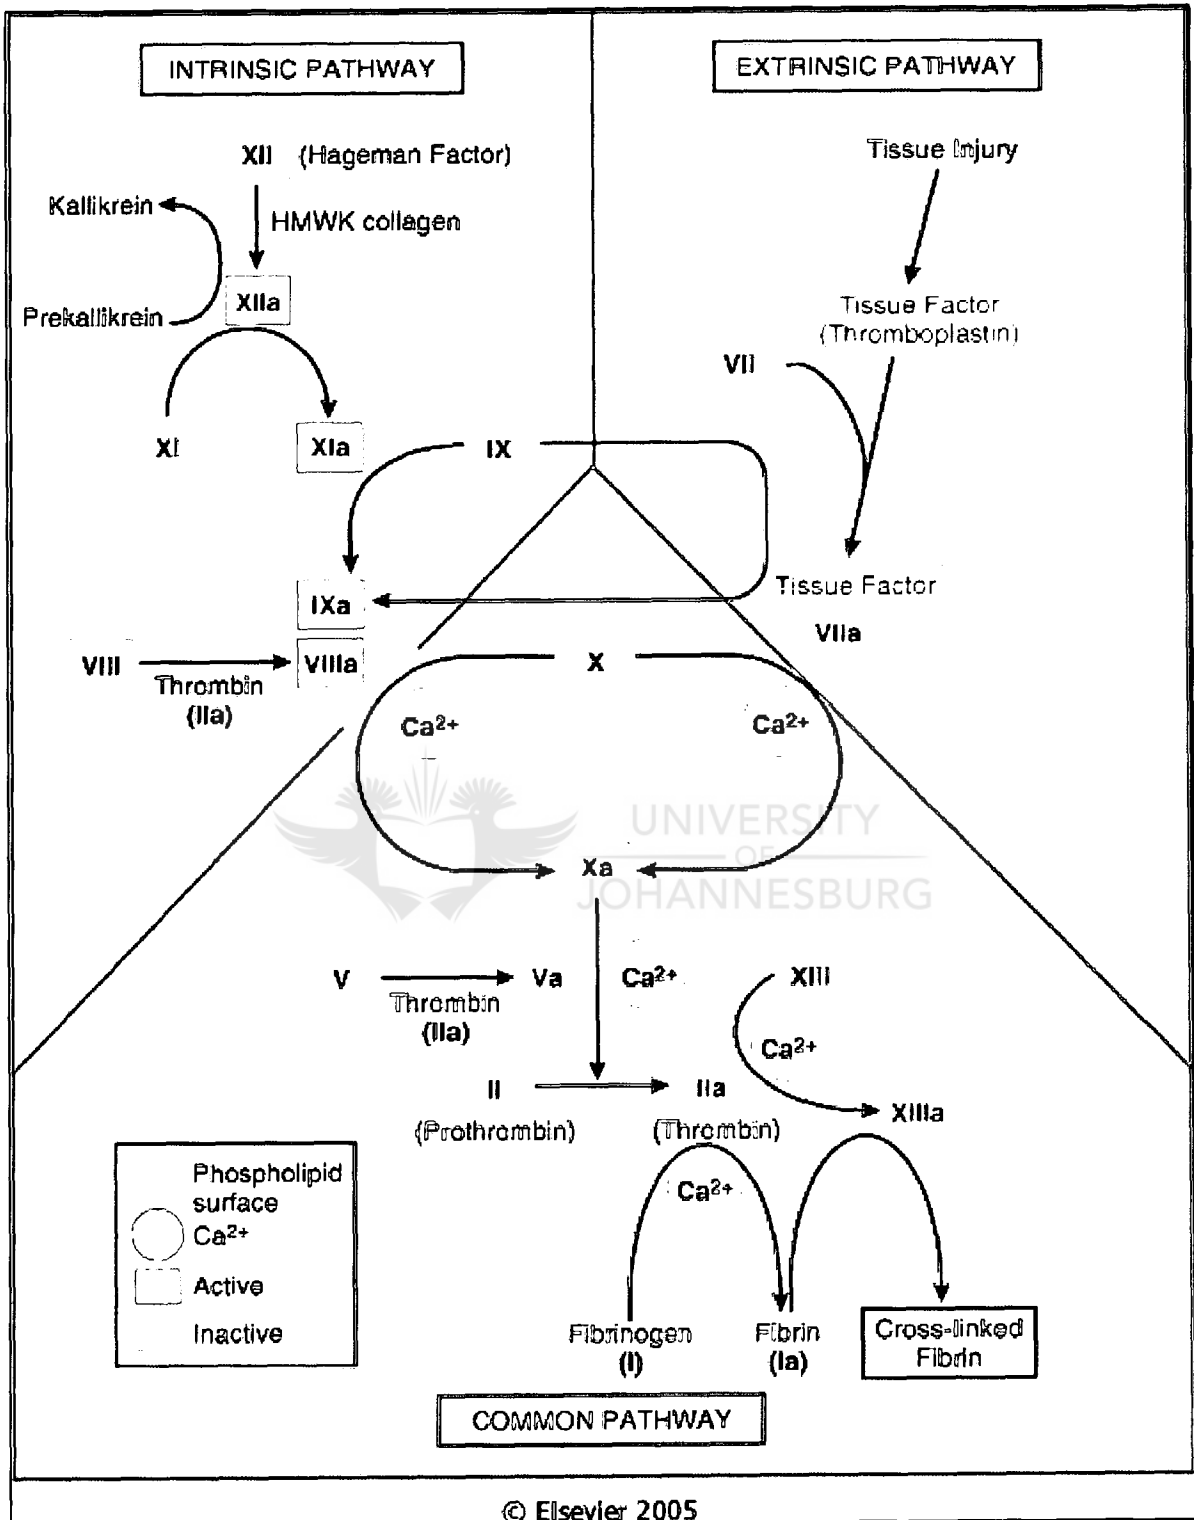 INTRINSIC PATHWAY
EXTRINSIC PATHWAY
XII (Hageman Factor)
Tissue Injury
Kallikrein
HMWK collagen
XIIa
Prekallikrein
Tissue Factor
(Thromboplastin)
VII
XI
XIa
IX
IXa
Tissue Factor
VIIa
VIII
Thrombin
(IIa)
VIIIa
X
Ca2+
Ca2+
UNIVERSITY
OF
JOHANNESBURG
Xa
V
Thrombin
(IIa)
Va
Ca2+
XIII
Ca2+
II
(Prothrombin)
IIa
(Thrombin)
XIIIa
Ca2+
Phospholipid
surface
Ca2+
Active
Inactive
Fibrinogen
(I)
Fibrin
(Ia)
Cross-linked
Fibrin
COMMON PATHWAY
© Elsevier 2005